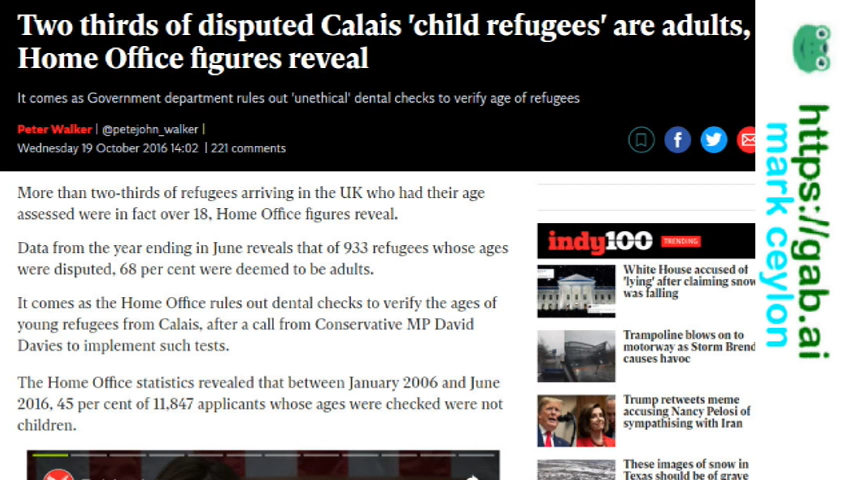 Two thirds of disputed Calais 'child refugees' are adults,
Home Office figures reveal
It comes as Government department rules out 'unethical' dental checks to verify age of refugees
Peter Walker | @petejohn_walker |
Wednesday 19 October 2016 14:02 | 221 comments
More than two-thirds of refugees arriving in the UK who had their age
assessed were in fact over 18, Home Office figures reveal.
Data from the year ending in June reveals that of 933 refugees whose ages
were disputed, 68 per cent were deemed to be adults.
It comes as the Home Office rules out dental checks to verify the ages of
young refugees from Calais, after a call from Conservative MP David
Davies to implement such tests.
The Home Office statistics revealed that between January 2006 and June
2016, 45 per cent of 11,847 applicants whose ages were checked were not
children.
indy100 TRENDING
White House accused of
'lying' after claiming snow
was falling
Trampoline blows on to
motorway as Storm Brend
causes havoc
Trump retweets meme
accusing Nancy Pelosi of
sympathising with Iran
These images of snow in
Texas should be of grave
https://gab.ai
mark ceylon